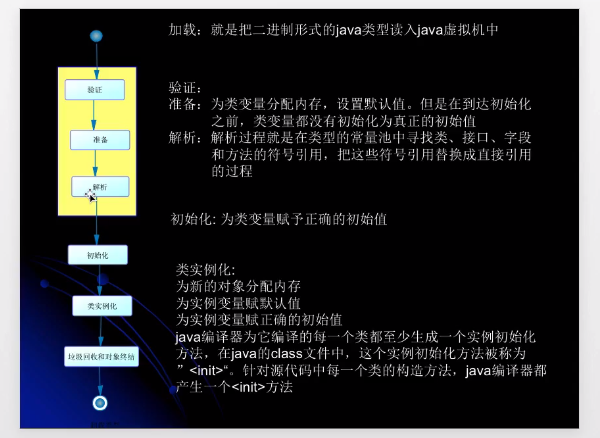 加载：就是把二进制形式的java类型读入java虚拟机中
验证：
准备：为类变量分配内存，设置默认值。但是在到达初始化
之前，类变量都没有初始化为真正的初始值
解析：解析过程就是在类型的常量池中寻找类、接口、字段
和方法的符号引用，把这些符号引用替换成直接引用
的过程
初始化: 为类变量赋予正确的初始值
类实例化:
为新的对象分配内存
为实例变量赋默认值
为实例变量赋正确的初始值
java编译器为它编译的每一个类都至少生成一个实例初始化
方法，在java的class文件中，这个实例初始化方法被称为
”<init>“。针对源代码中每一个类的构造方法，java编译器都
产生一个<init>方法
验证
准备
解析
初始化
类实例化
垃圾回收和对象终结